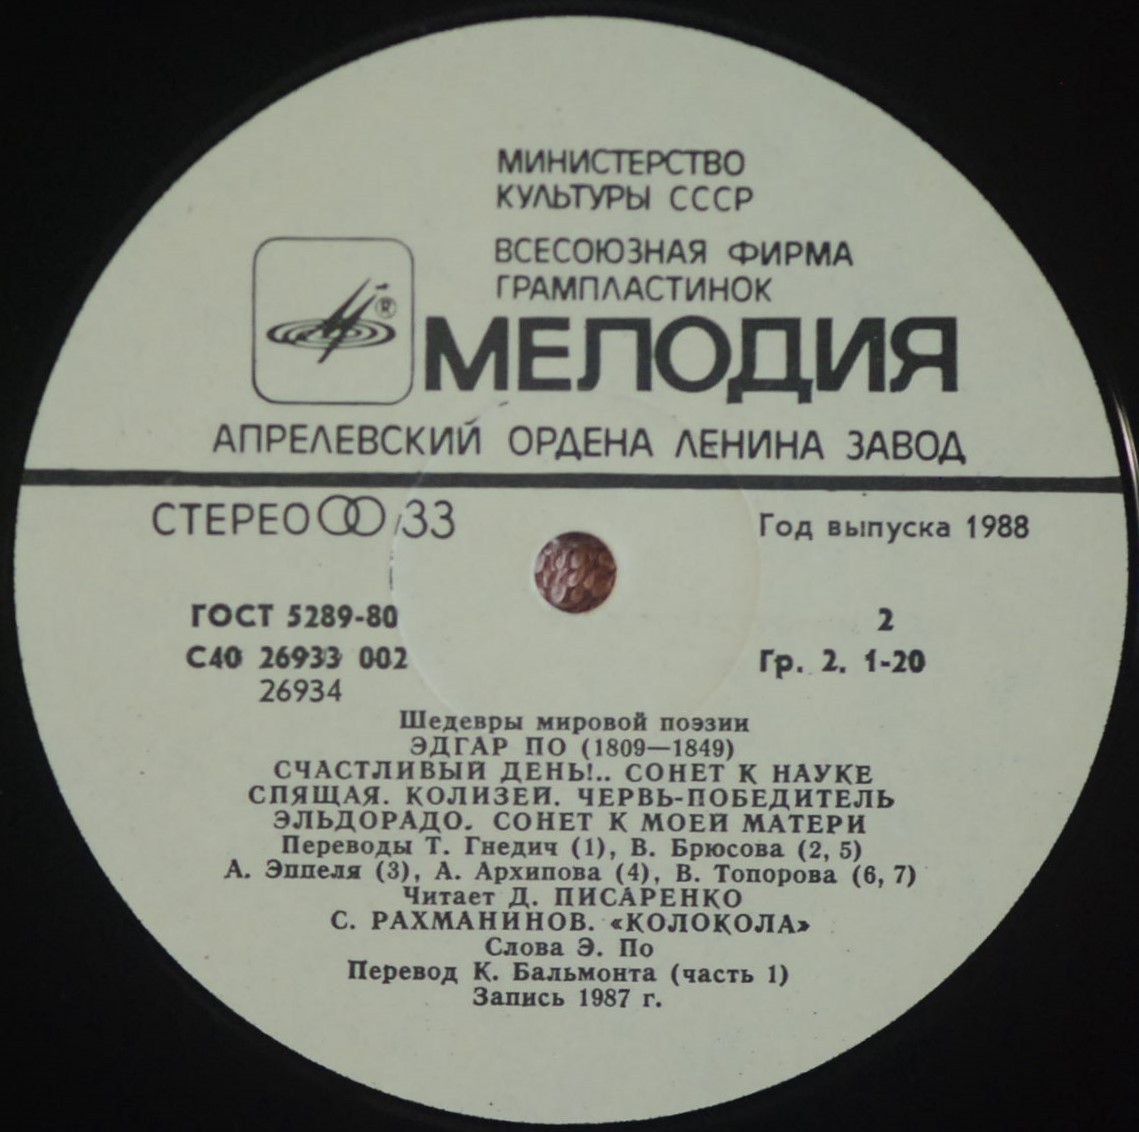 МИНИСТЕРСТВО
КУЛЬТУРЫ СССР
ВСЕСОЮЗНАЯ ФИРМА
ГРАМПЛАСТИНОК
®
МЕЛОДИЯ
АПРЕЛЕВСКИЙ ОРДЕНА ЛЕНИНА ЗАВОД
СТЕРЕО 33
Год выпуска 1988
ГОСТ 5289-80
2
С40 26933 002
Гр. 2. 1-20
26934
Шедевры мировой поэзии
ЭДГАР ПО (1809—1849)
СЧАСТЛИВЫЙ ДЕНЬ!.. СОНЕТ К НАУКЕ
СПЯЩАЯ. КОЛИЗЕЙ. ЧЕРВЬ-ПОБЕДИТЕЛЬ
ЭЛЬДОРАДО. СОНЕТ К МОЕЙ МАТЕРИ
Переводы Т. Гнедич (1), В. Брюсова (2, 5)
А. Эппеля (3), А. Архипова (4), В. Топорова (6, 7)
Читает Д. ПИСАРЕНКО
С. РАХМАНИНОВ. «КОЛОКОЛА»
Слова Э. По
Перевод К. Бальмонта (часть 1)
Запись 1987 г.